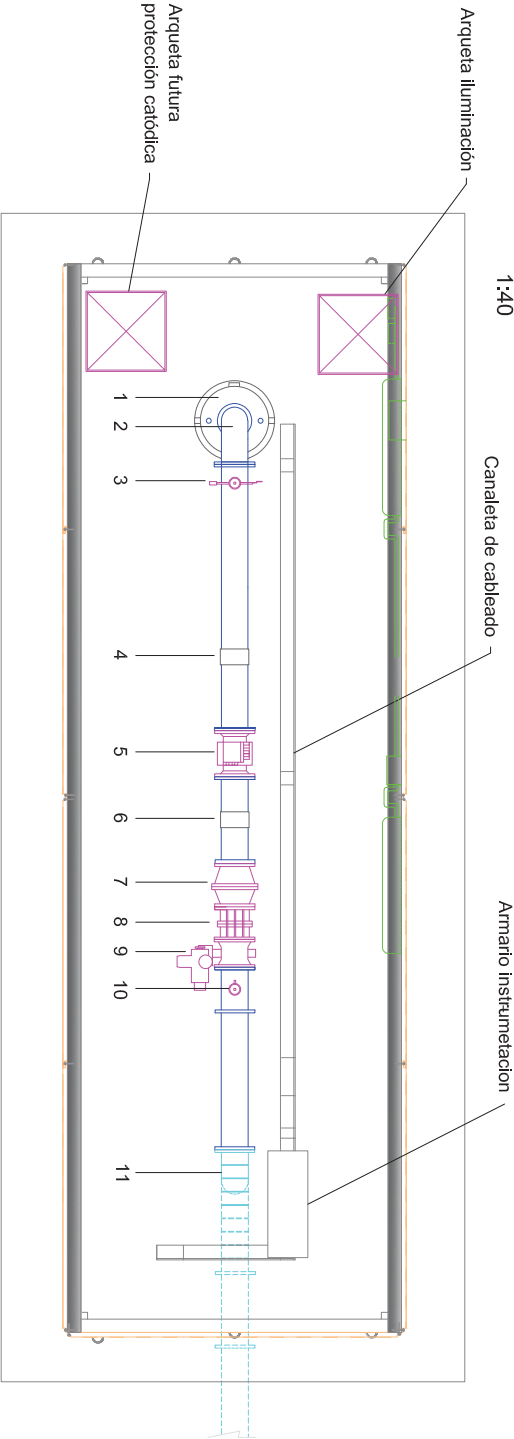 1:40
Arqueta iluminación
Canaleta de cableado
Armario instrumetacion
Arqueta futura
protección catódica
1
2
3
4
5
6
7
8
9
10
11